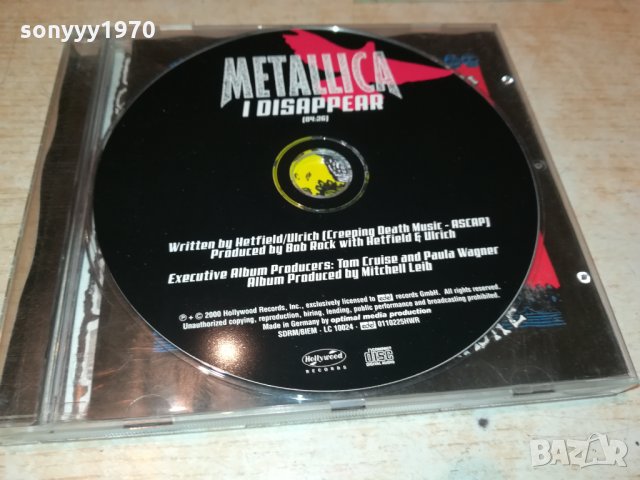 sonyyy1970
METALLICA
I DISAPPEAR
[04:26]
Written by Hetfield/Ulrich [Creeping Death Music - ASCAP]
Produced by Bob Rock with Hetfield & Ulrich
Executive Album Producers: Tom Cruise and Paula Wagner
Album Produced by Mitchell Leib
℗ + © 2000 Hollywood Records, Inc., exclusively licensed to edel records GmbH. All rights reserved.
Unauthorized copying, reproduction, hiring, lending, public performance and broadcasting prohibited.
Made in Germany by optimal media production
SDRM/BIEM - LC 10024 - edel 0110225HWR
Hollywood
RECORDS
COMPACT
disc
DIGITAL AUDIO
BAZAR